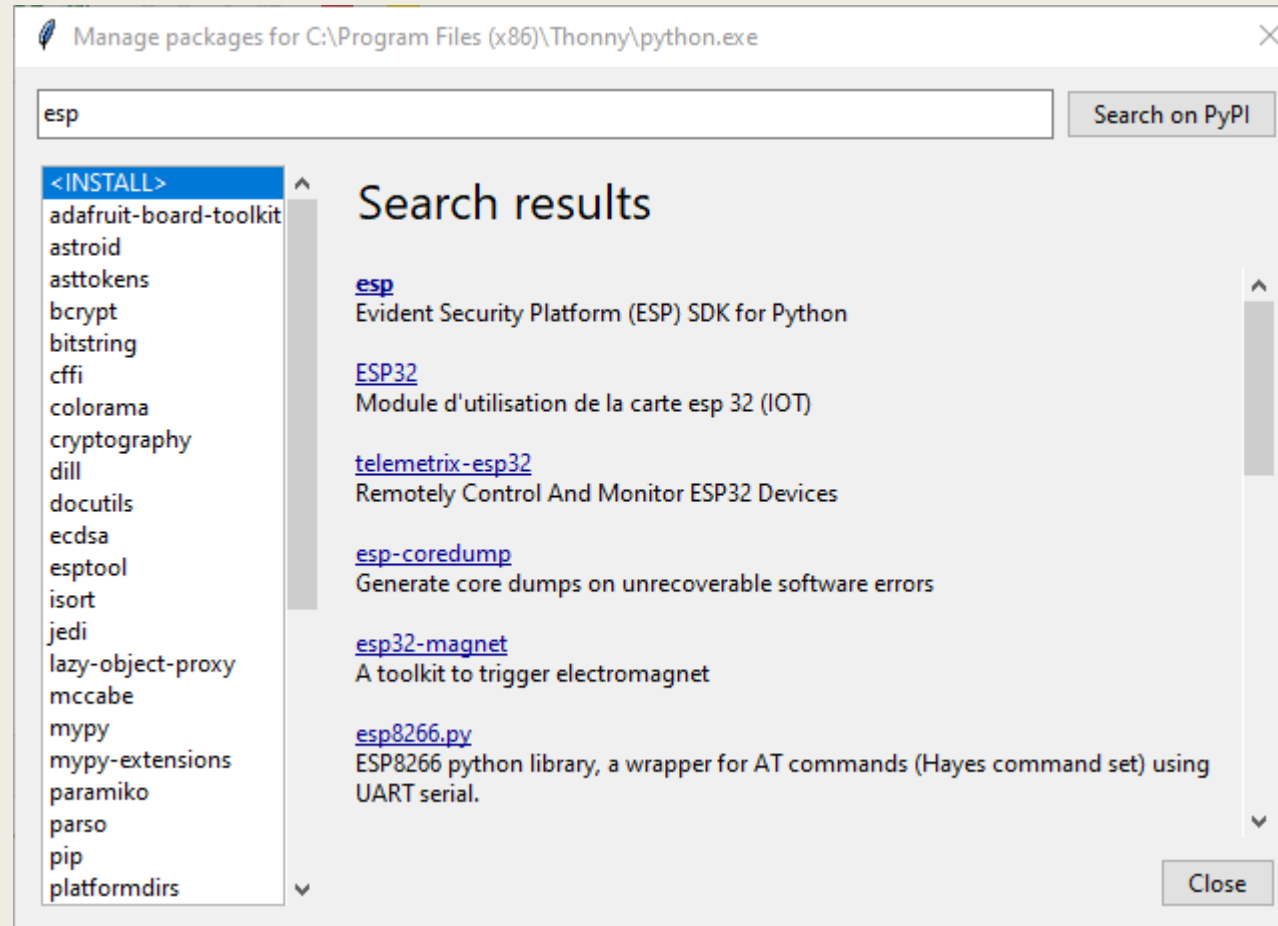 Manage packages for C:\Program Files (x86)\Thonny\python.exe
esp
Search on PyPI
<INSTALL>
adafruit-board-toolkit
astroid
asttokens
bcrypt
bitstring
cffi
colorama
cryptography
dill
docutils
ecdsa
esptool
isort
jedi
lazy-object-proxy
mccabe
mypy
mypy-extensions
paramiko
parso
pip
platformdirs
Search results
esp
Evident Security Platform (ESP) SDK for Python
ESP32
Module d'utilisation de la carte esp 32 (IOT)
telemetrix-esp32
Remotely Control And Monitor ESP32 Devices
esp-coredump
Generate core dumps on unrecoverable software errors
esp32-magnet
A toolkit to trigger electromagnet
esp8266.py
ESP8266 python library, a wrapper for AT commands (Hayes command set) using
UART serial.
Close